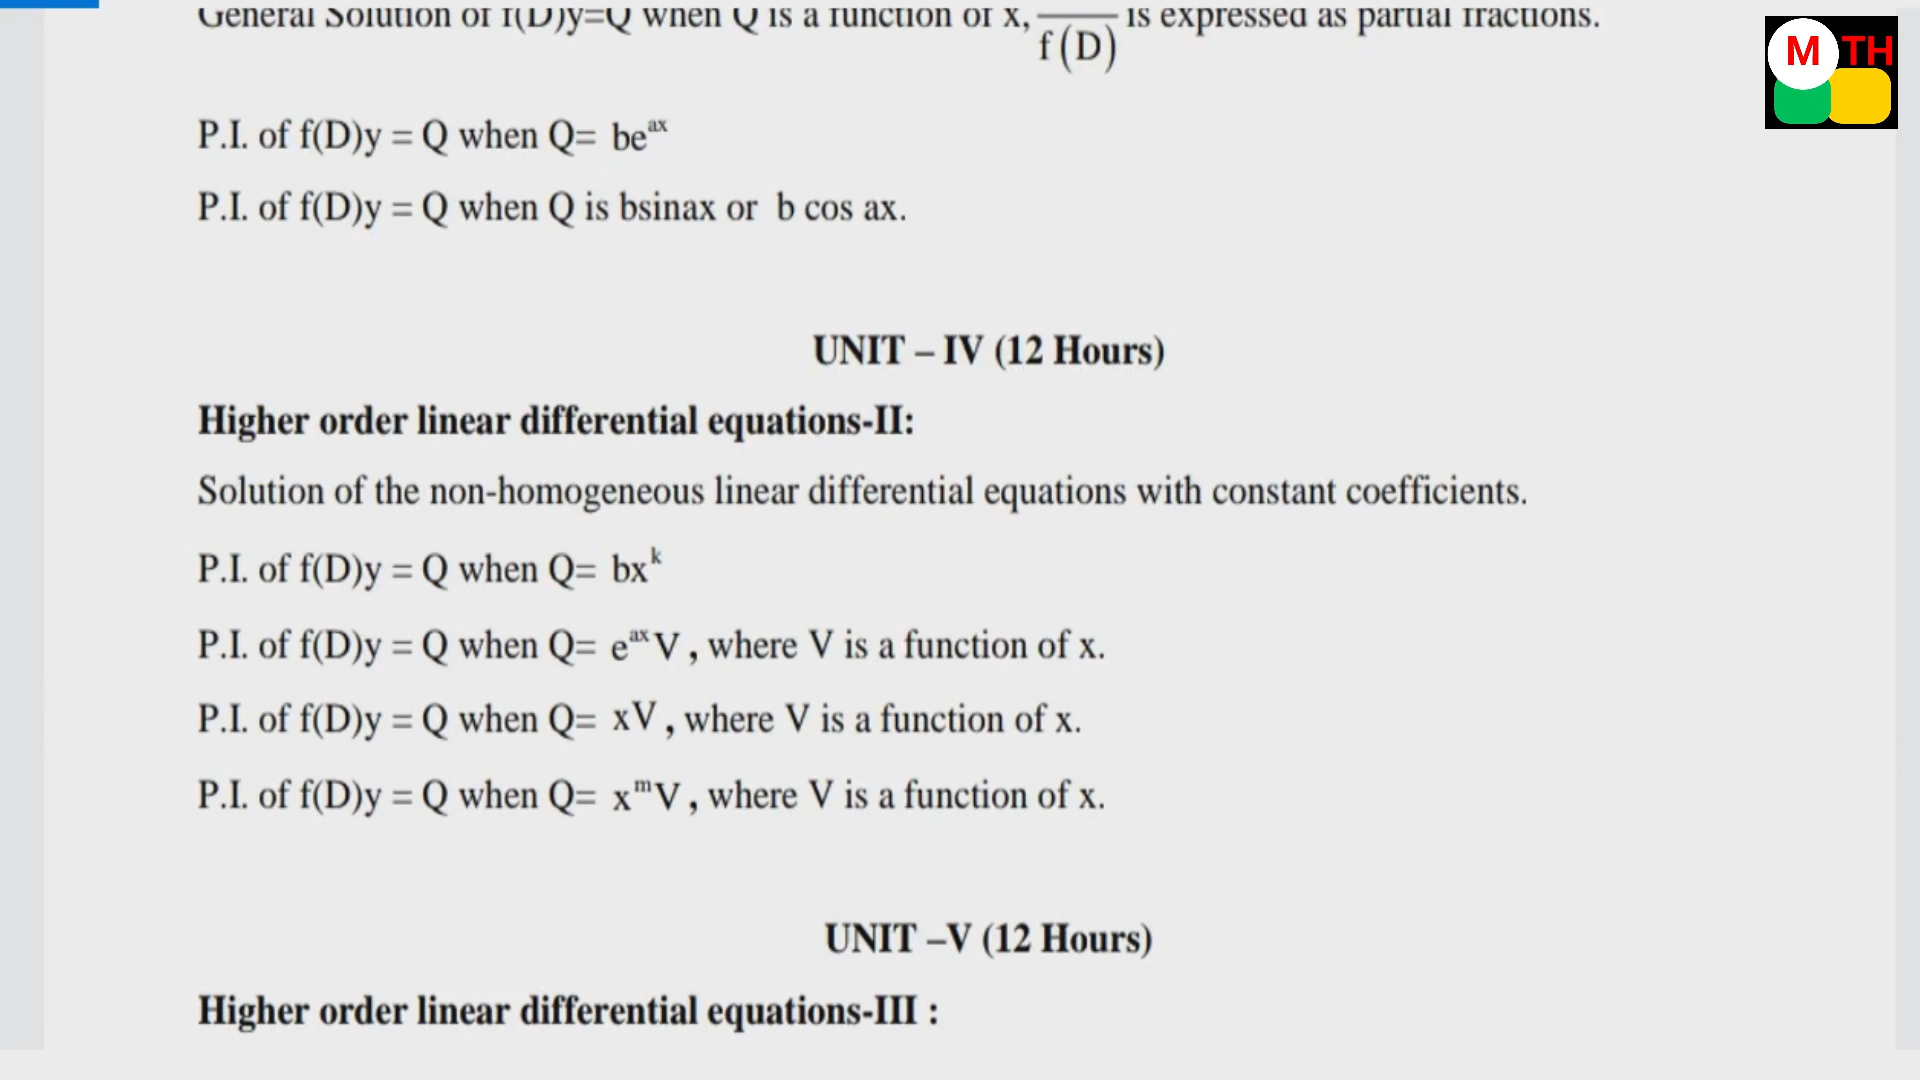 General Solution of f(D)y=Q when Q is a function of x, \frac{}{f(D)} is expressed as partial fractions.
M TH
P.I. of f(D)y = Q when Q= be^{ax}
P.I. of f(D)y = Q when Q is bsinax or b cos ax.
UNIT – IV (12 Hours)
Higher order linear differential equations-II:
Solution of the non-homogeneous linear differential equations with constant coefficients.
P.I. of f(D)y = Q when Q= bx^{k}
P.I. of f(D)y = Q when Q= e^{ax}V , where V is a function of x.
P.I. of f(D)y = Q when Q= xV , where V is a function of x.
P.I. of f(D)y = Q when Q= x^{m}V , where V is a function of x.
UNIT –V (12 Hours)
Higher order linear differential equations-III :